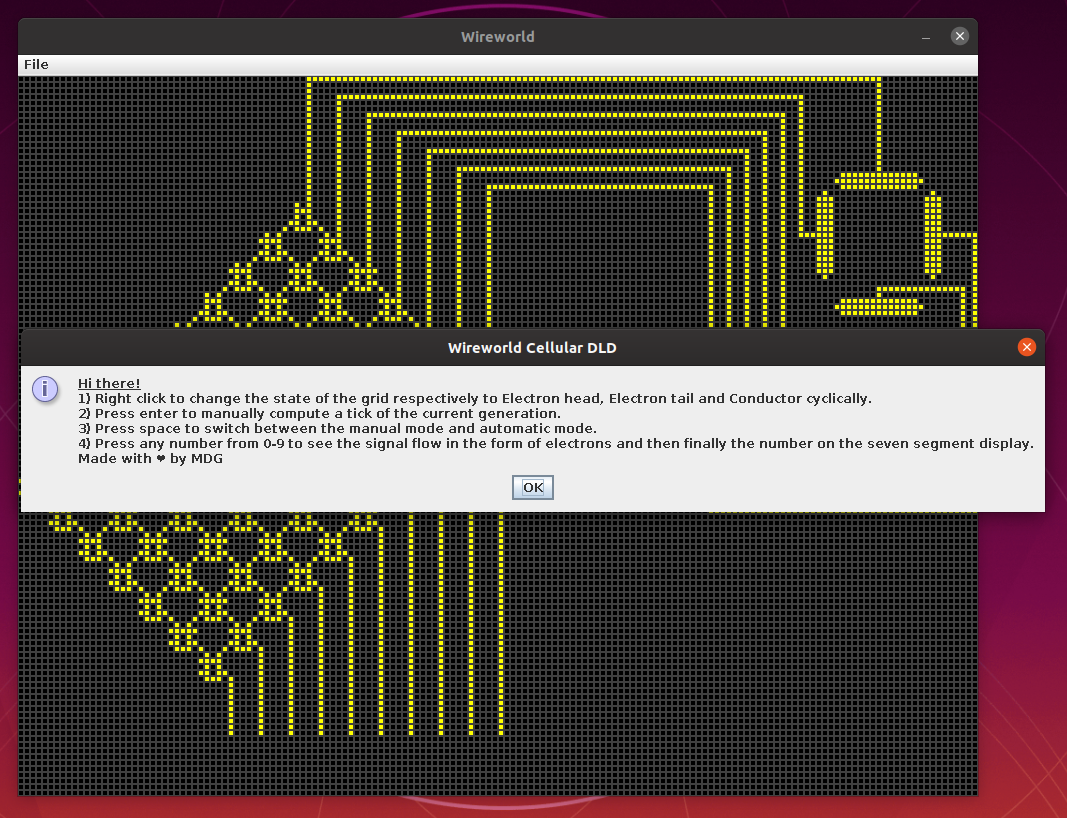 Wireworld
File
Wireworld Cellular DLD
Hi there!
1) Right click to change the state of the grid respectively to Electron head, Electron tail and Conductor cyclically.
2) Press enter to manually compute a tick of the current generation.
3) Press space to switch between the manual mode and automatic mode.
4) Press any number from 0-9 to see the signal flow in the form of electrons and then finally the number on the seven segment display.
Made with ❤ by MDG
OK